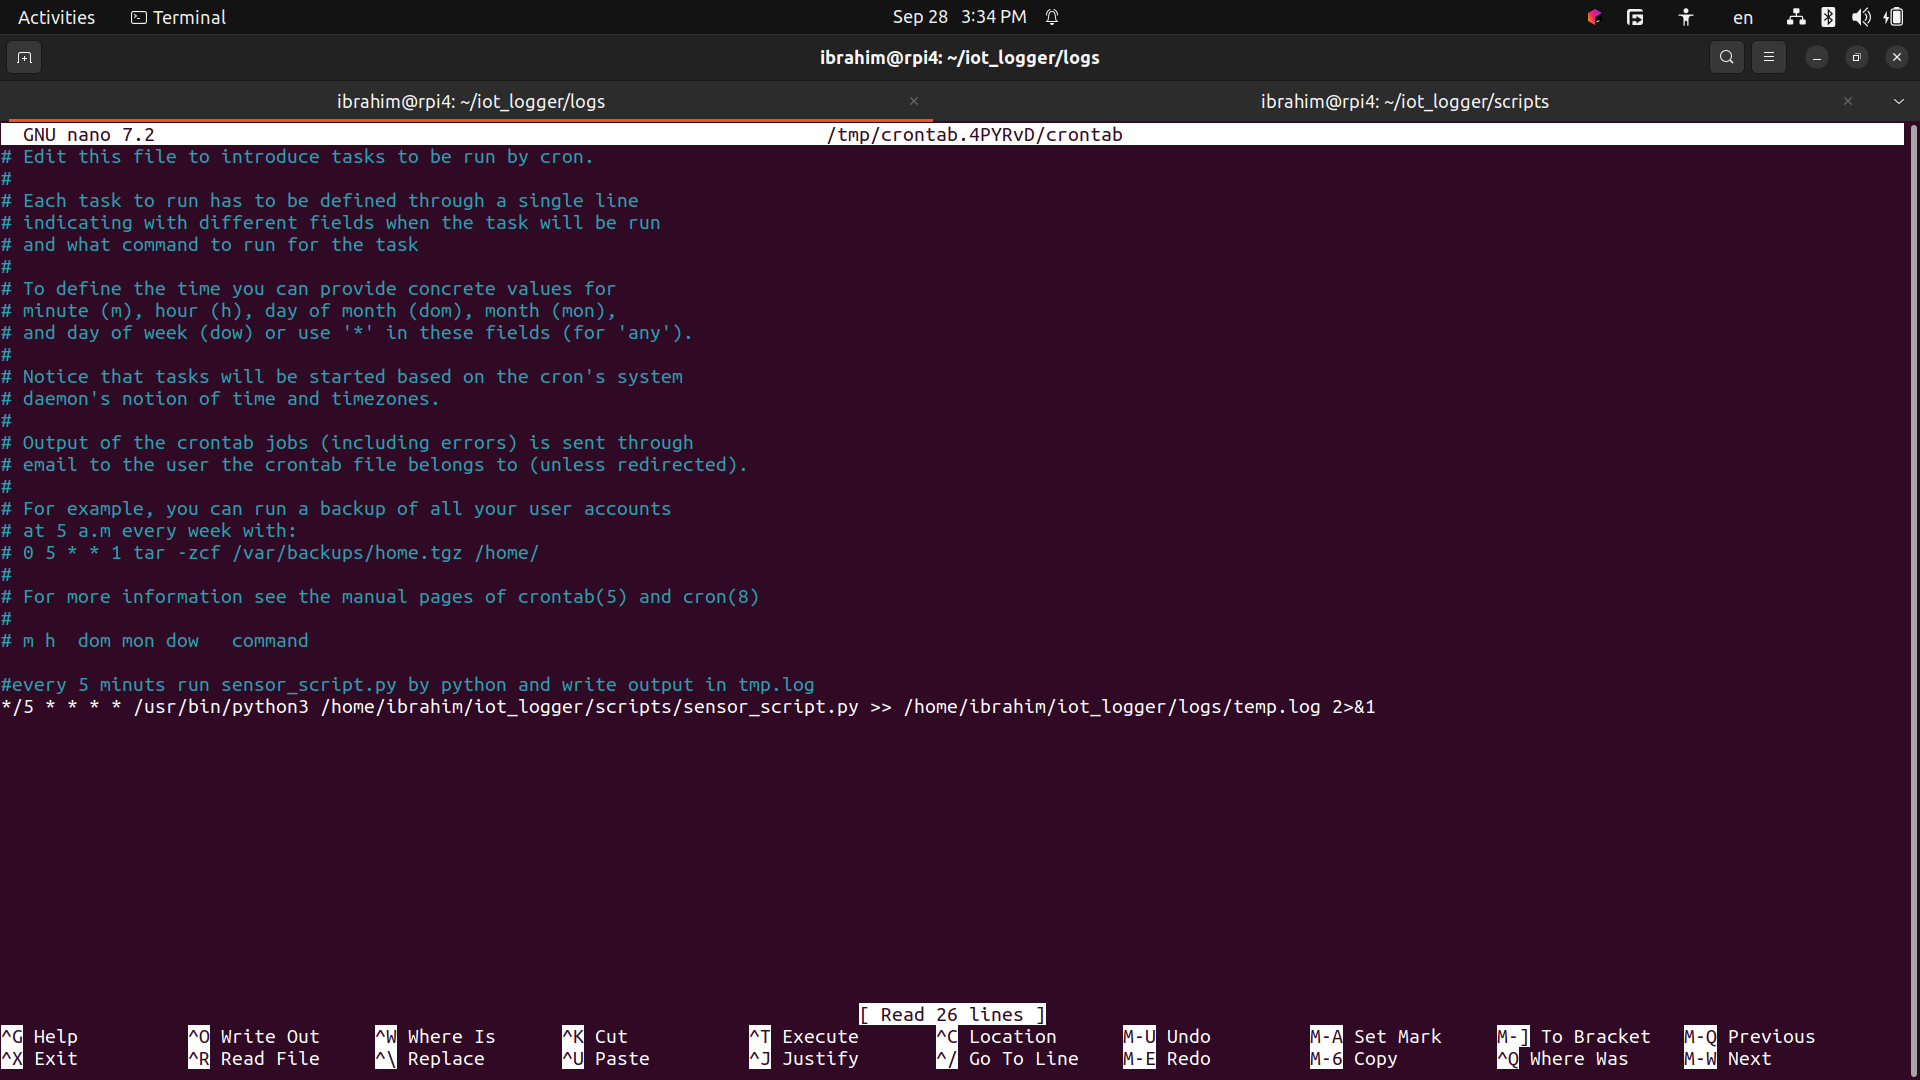 Activities Terminal Sep 28 3:34 PM en
ibrahim@rpi4: ~/iot_logger/logs
ibrahim@rpi4: ~/iot_logger/logs ibrahim@rpi4: ~/iot_logger/scripts
GNU nano 7.2 /tmp/crontab.4PYRvD/crontab
# Edit this file to introduce tasks to be run by cron.
#
# Each task to run has to be defined through a single line
# indicating with different fields when the task will be run
# and what command to run for the task
#
# To define the time you can provide concrete values for
# minute (m), hour (h), day of month (dom), month (mon),
# and day of week (dow) or use '*' in these fields (for 'any').
#
# Notice that tasks will be started based on the cron's system
# daemon's notion of time and timezones.
#
# Output of the crontab jobs (including errors) is sent through
# email to the user the crontab file belongs to (unless redirected).
#
# For example, you can run a backup of all your user accounts
# at 5 a.m every week with:
# 0 5 * * 1 tar -zcf /var/backups/home.tgz /home/
#
# For more information see the manual pages of crontab(5) and cron(8)
#
# m h  dom mon dow   command

#every 5 minuts run sensor_script.py by python and write output in tmp.log
*/5 * * * * /usr/bin/python3 /home/ibrahim/iot_logger/scripts/sensor_script.py >> /home/ibrahim/iot_logger/logs/temp.log 2>&1
[ Read 26 lines ]
^G Help ^O Write Out ^W Where Is ^K Cut ^T Execute ^C Location M-U Undo M-A Set Mark M-] To Bracket M-Q Previous
^X Exit ^R Read File ^\ Replace ^U Paste ^J Justify ^/ Go To Line M-E Redo M-6 Copy ^Q Where Was M-W Next